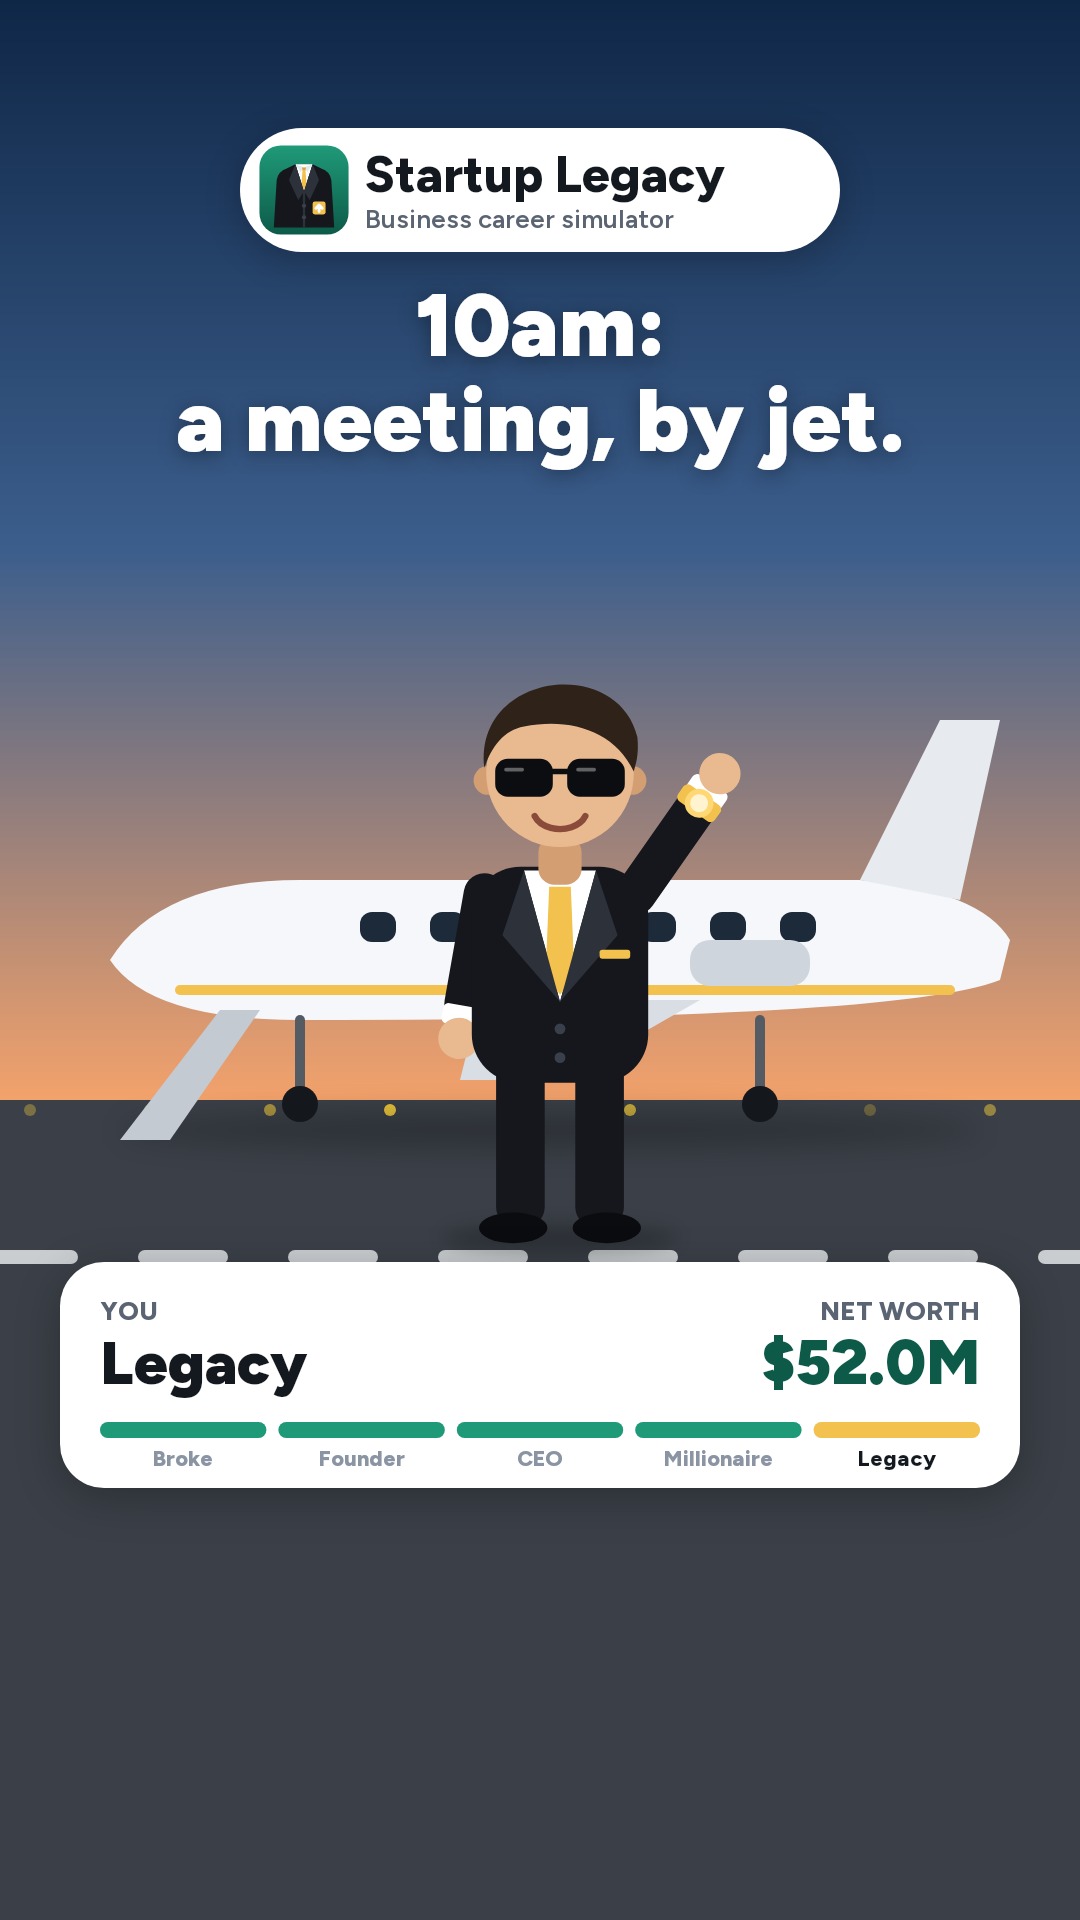 Startup Legacy
Business career simulator
10am:
a meeting, by jet.
YOU
NET WORTH
Legacy
$52.0M
Broke
Founder
CEO
Millionaire
Legacy